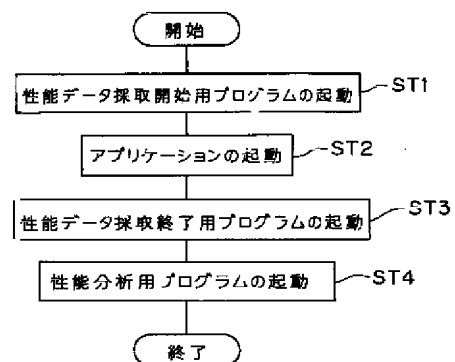 開始
性能データ採取開始用プログラムの起動 ST1
アプリケーションの起動 ST2
性能データ採取終了用プログラムの起動 ST3
性能分析用プログラムの起動 ST4
終了